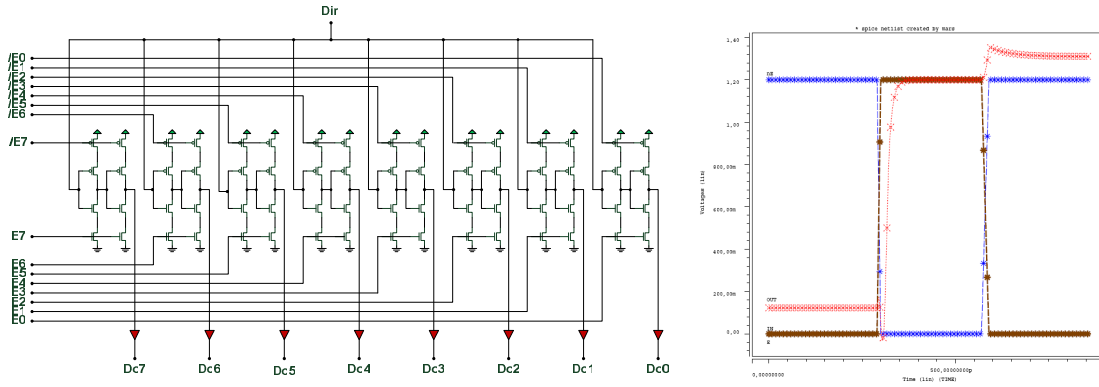 Dir
/E0
/E1
/E2
/E3
/E4
/E5
/E6
/E7
E7
E6
E5
E4
E3
E2
E1
E0
Dc7
Dc6
Dc5
Dc4
Dc3
Dc2
Dc1
Dc0
* spice netlist created by mars
1,40
1,20
1,00
800,00m
600,00m
400,00m
200,00m
0,00
Voltages (lin)
OUT
IN
E
0,00000000
500,00000000p
Time (lin) (TIME)